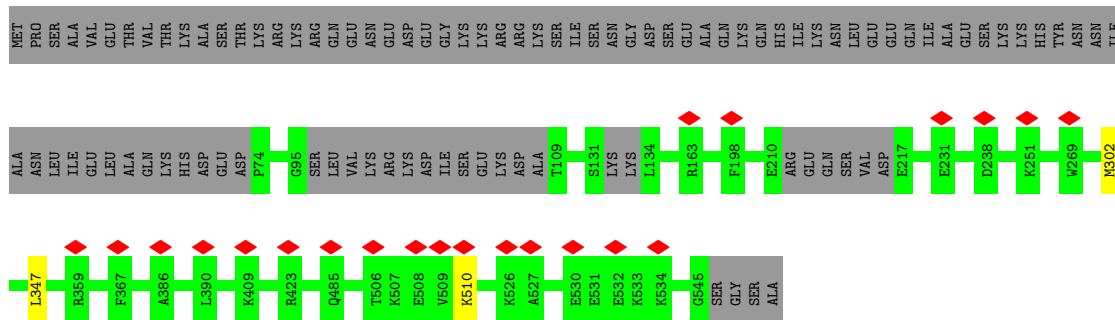 MET PRO SER ALA VAL GLU THR VAL THR LYS ALA SER THR LYS ARG LYS ARG GLN GLU ASN GLU ASP GLU GLY LYS LYS ARG ARG LYS SER ILE SER ASN GLY ASP SER GLU ALA GLN LYS GLN HIS ILE LYS ASN LEU GLU GLU GLN ILE ALA GLU SER LYS LYS HIS TYR ASN ASN ILE
ALA ASN LEU ILE GLU LEU ALA GLN LYS HIS ASP GLU ASP P74 G95 SER LEU VAL LYS ARG LYS ASP ILE SER GLU LYS ASP ALA T109 S131 LYS LYS L134 R163 F198 E210 ARG GLU GLN SER VAL ASP E217 E231 D238 K251 W269 M302
L347 R359 F367 A386 L390 K409 R423 Q485 T506 K507 E508 V509 K510 K526 A527 E530 E531 E532 K533 K534 G545 SER GLY SER ALA